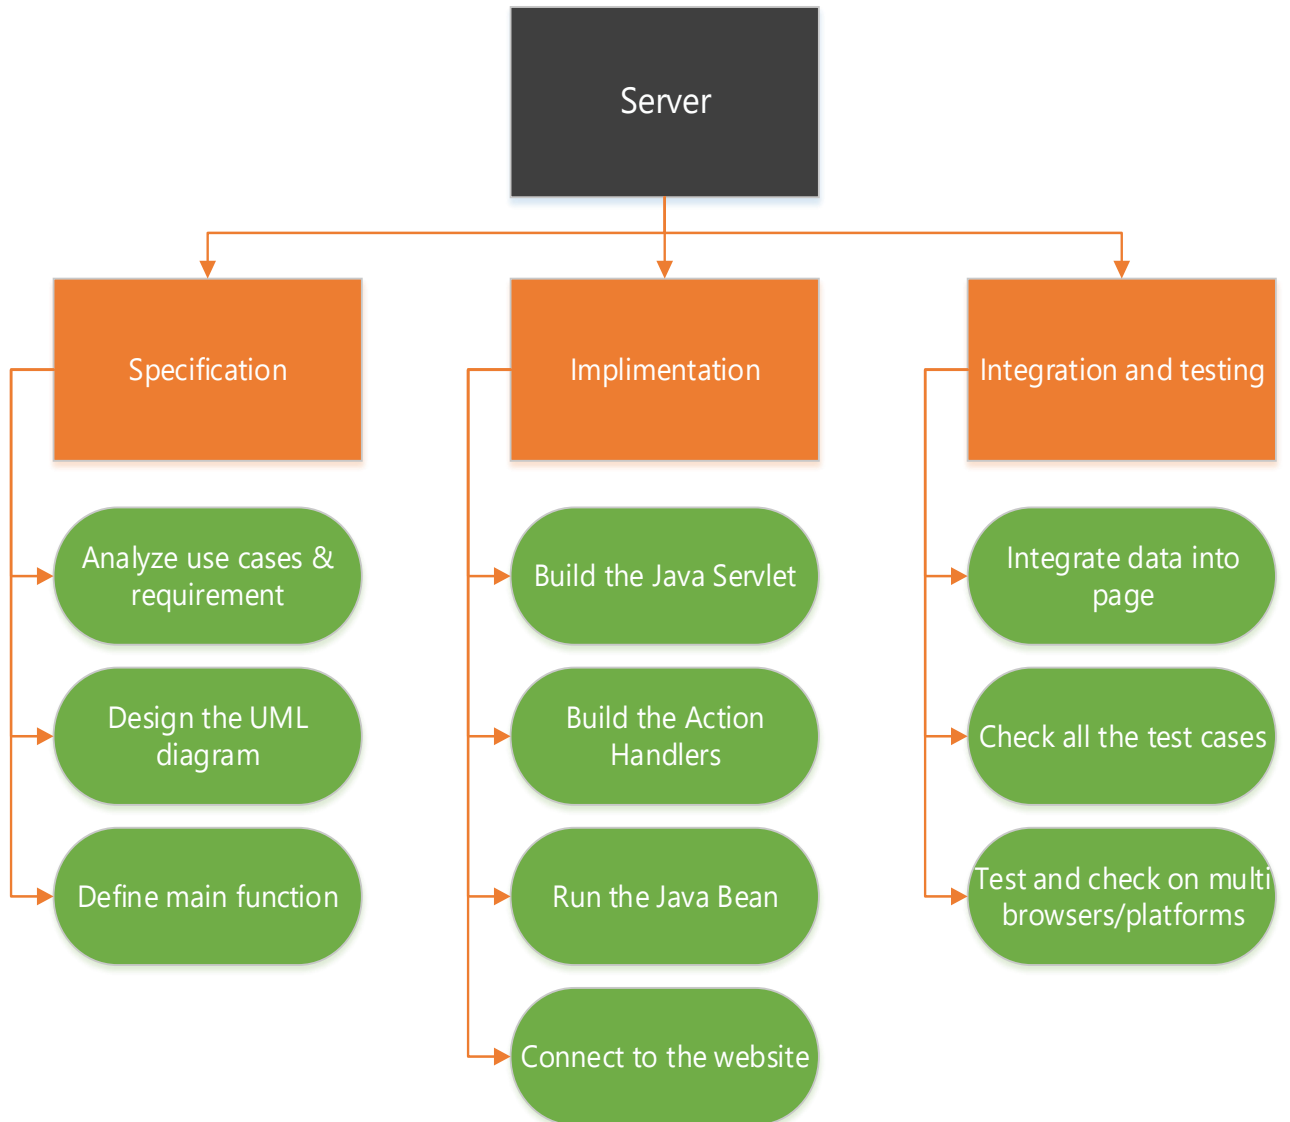 Server
Specification
Implimentation
Integration and testing
Analyze use cases &
requirement
Build the Java Servlet
Integrate data into
page
Design the UML
diagram
Build the Action
Handlers
Check all the test cases
Define main function
Run the Java Bean
Test and check on multi
browsers/platforms
Connect to the website